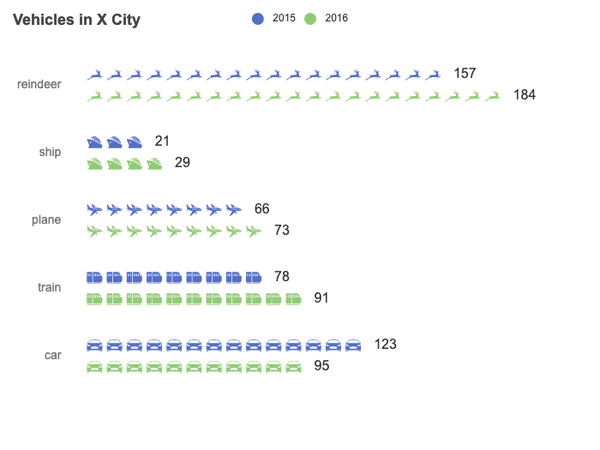 Vehicles in X City
2015
2016
reindeer
157
184
ship
21
29
plane
66
73
train
78
91
car
123
95